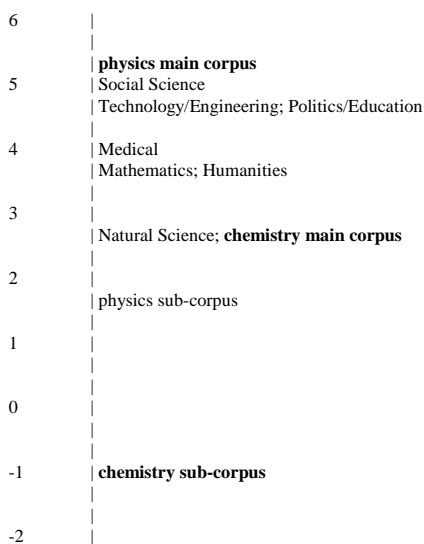 6 |
|
| physics main corpus
5 | Social Science
| Technology/Engineering; Politics/Education
|
4 | Medical
| Mathematics; Humanities
|
3 |
| Natural Science; chemistry main corpus
|
2 |
| physics sub-corpus
|
1 |
|
|
0 |
|
|
-1 | chemistry sub-corpus
|
|
-2 |